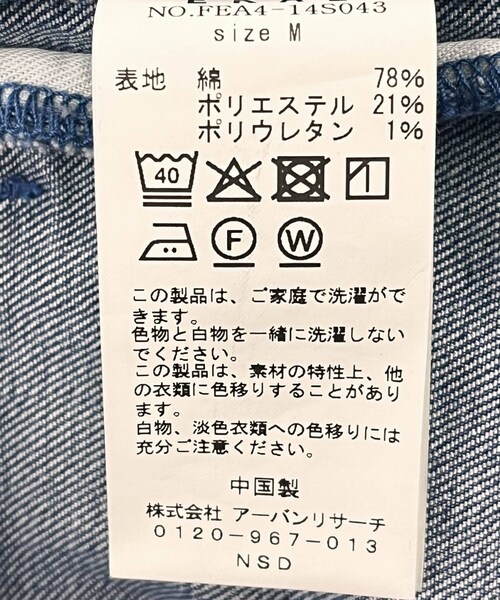 NO.FEA4-14S043
size M
表地 綿 78%
ポリエステル 21%
ポリウレタン 1%
40
F W
この製品は、ご家庭で洗濯がで
きます。
色物と白物を一緒に洗濯しない
でください。
この製品は、素材の特性上、他
の衣類に色移りすることがあり
ます。
白物、淡色衣類への色移りには
充分ご注意ください。
中国製
株式会社 アーバンリサーチ
0120-967-013
NSD